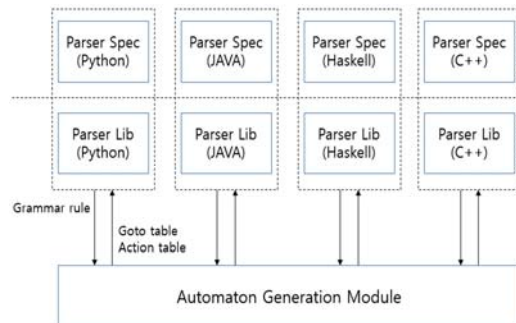 Parser Spec
(Python)
Parser Spec
(JAVA)
Parser Spec
(Haskell)
Parser Spec
(C++)
Parser Lib
(Python)
Parser Lib
(JAVA)
Parser Lib
(Haskell)
Parser Lib
(C++)
Grammar rule
Goto table
Action table
Automaton Generation Module